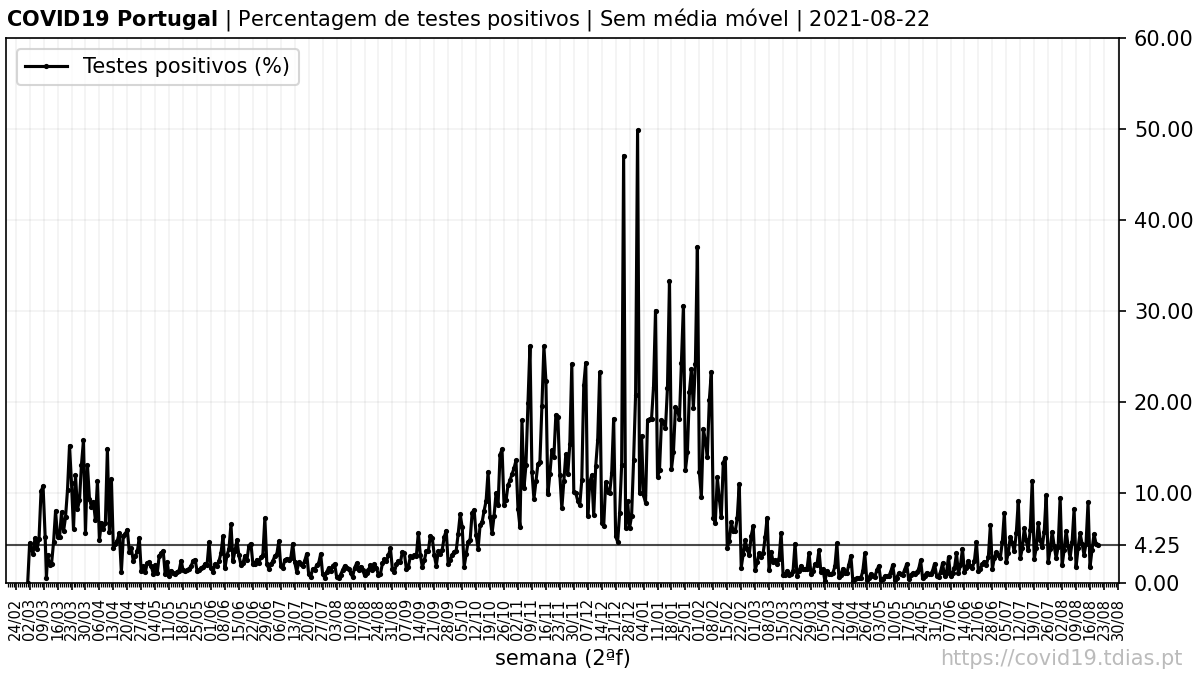 COVID19 Portugal | Percentagem de testes positivos | Sem média móvel | 2021-08-22
Testes positivos (%)
60.00
50.00
40.00
30.00
20.00
10.00
4.25
0.00
24/02 02/03 09/03 16/03 23/03 30/03 06/04 13/04 20/04 27/04 04/05 11/05 18/05 25/05 01/06 08/06 15/06 22/06 29/06 06/07 13/07 20/07 27/07 03/08 10/08 17/08 24/08 31/08 07/09 14/09 21/09 28/09 05/10 12/10 19/10 26/10 02/11 09/11 16/11 23/11 30/11 07/12 14/12 21/12 28/12 04/01 11/01 18/01 25/01 01/02 08/02 15/02 22/02 01/03 08/03 15/03 22/03 29/03 05/04 12/04 19/04 26/04 03/05 10/05 17/05 24/05 31/05 07/06 14/06 21/06 28/06 05/07 12/07 19/07 26/07 02/08 09/08 16/08 23/08 30/08
semana (2ªf)
https://covid19.tdias.pt